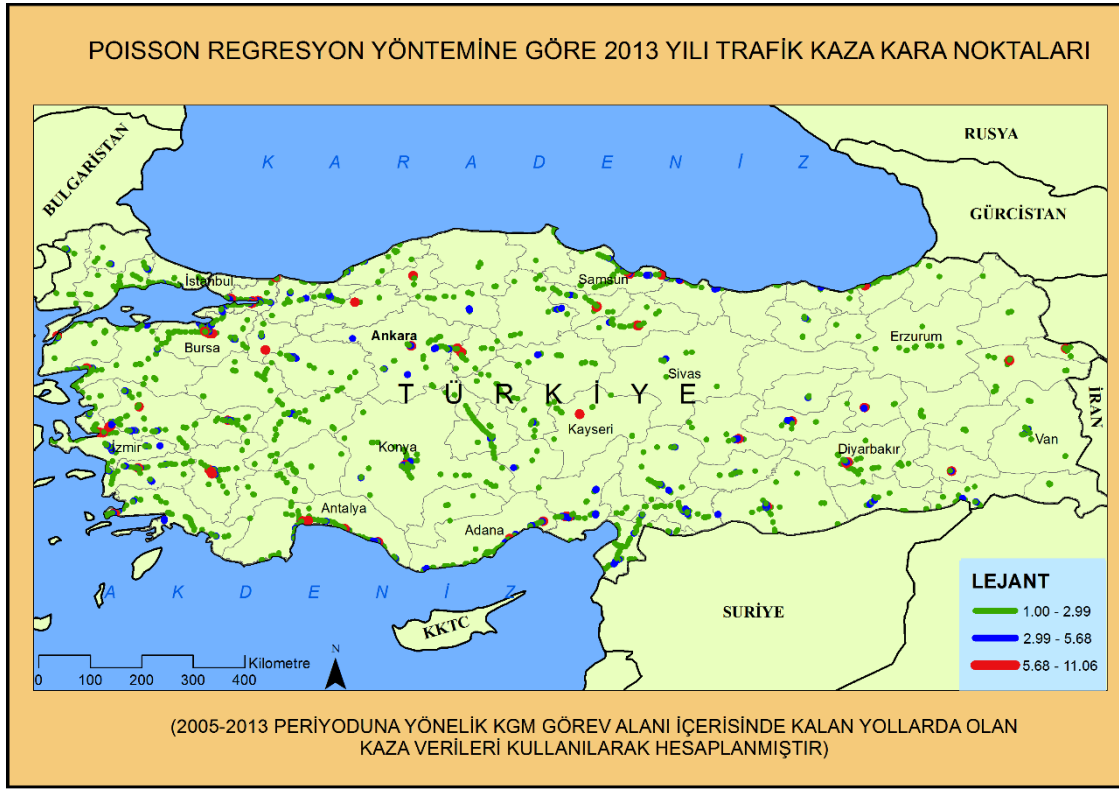 POISSON REGRESYON YÖNTEMİNE GÖRE 2013 YILI TRAFİK KAZA KARA NOKTALARI
BULGARİSTAN
K A R A D E N İ Z
RUSYA
GÜRCİSTAN
İstanbul
Samsun
Bursa
Ankara
Erzurum
Sivas
T Ü R K İ Y E
İRAN
Kayseri
İzmir
Konya
Diyarbakır
Van
Antalya
Adana
A K D E N İ Z
KKTC
SURİYE
LEJANT
1.00 - 2.99
2.99 - 5.68
5.68 - 11.06
N
Kilometre
0 100 200 300 400
(2005-2013 PERİYODUNA YÖNELİK KGM GÖREV ALANI İÇERİSİNDE KALAN YOLLARDA OLAN
KAZA VERİLERİ KULLANILARAK HESAPLANMIŞTIR)